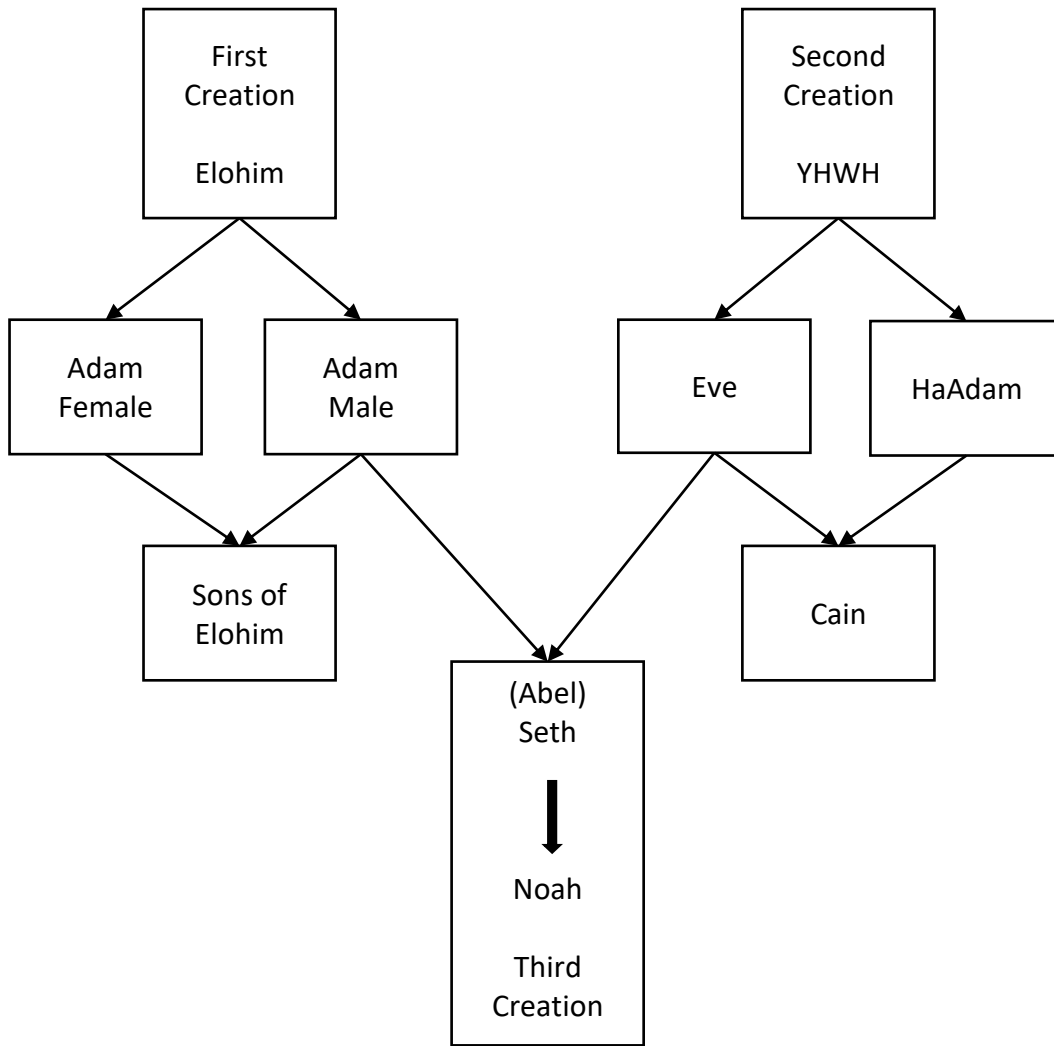 First
Creation
Elohim
Second
Creation
YHWH
Adam
Female
Adam
Male
Eve
HaAdam
Sons of
Elohim
Cain
(Abel)
Seth
Noah
Third
Creation